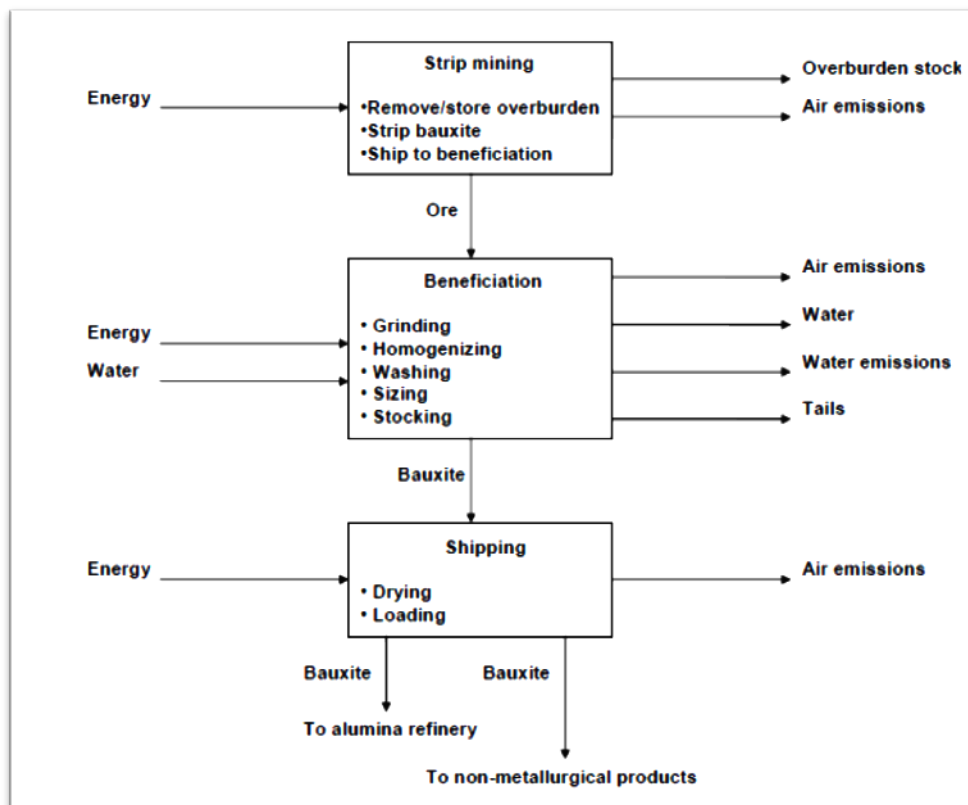 Strip mining
Overburden stock
Energy
Air emissions
•Remove/store overburden
•Strip bauxite
•Ship to beneficiation
Ore
Beneficiation
Air emissions
• Grinding
Water
Energy
• Homogenizing
Water
• Washing
Water emissions
• Sizing
• Stocking
Tails
Bauxite
Shipping
Energy
Air emissions
• Drying
• Loading
Bauxite
Bauxite
To alumina refinery
To non-metallurgical products